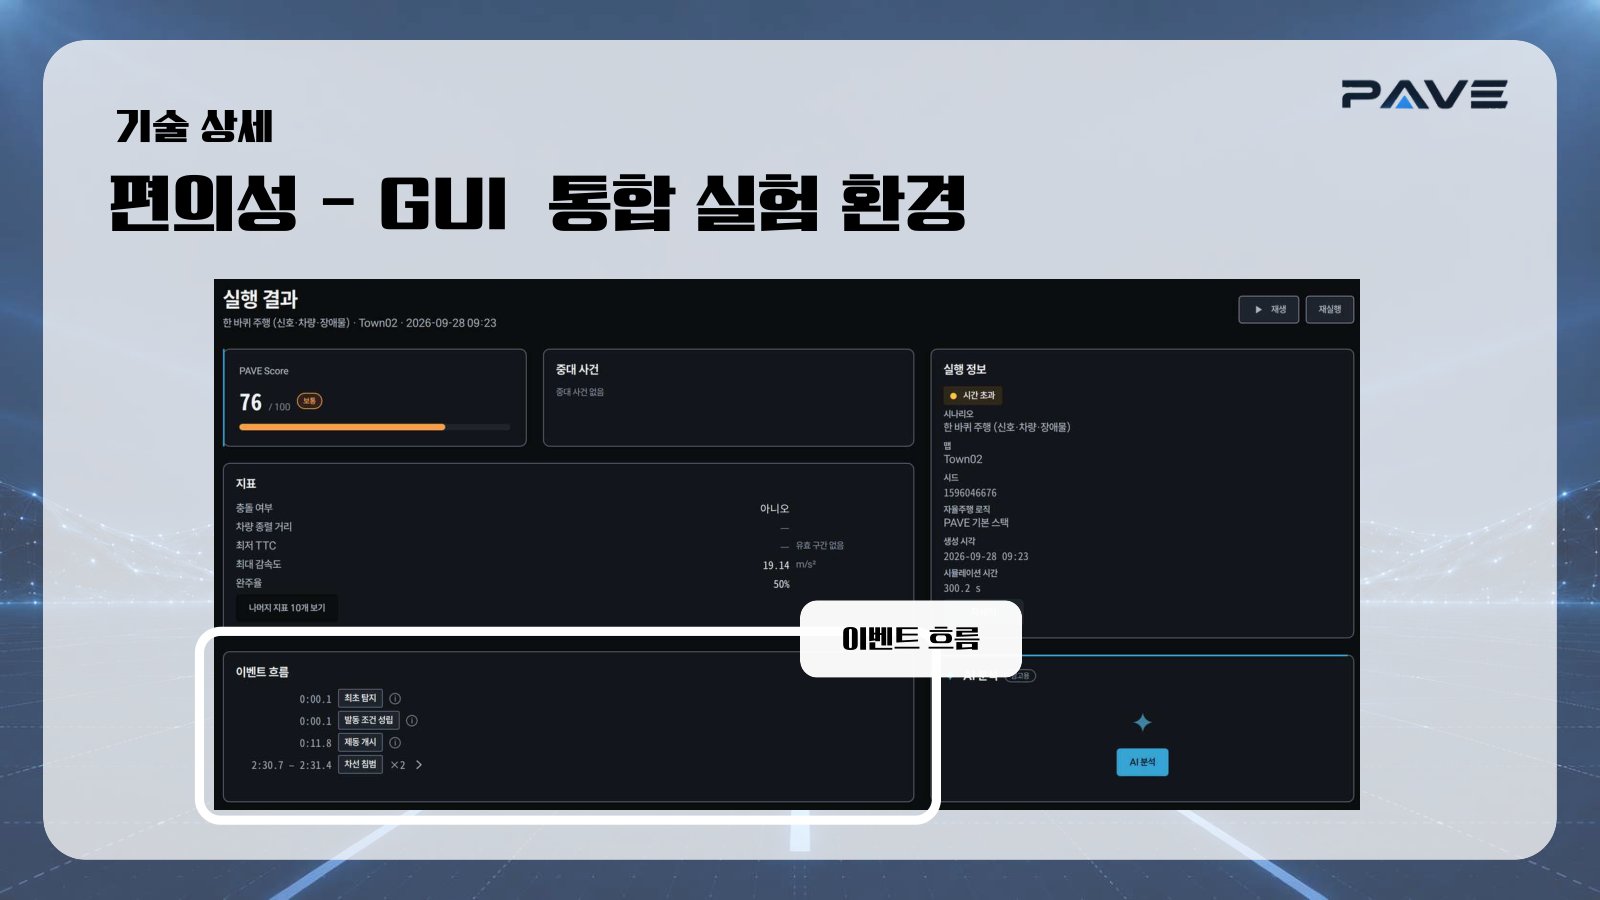 PAVE
기술 상세
편의성 - GUI 통합 실험 환경
실행 결과
한 바퀴 주행 (신호·차량·장애물) · Town02 · 2026-09-28 09:23
▶ 재생
재실행
PAVE Score
76 / 100 보통
중대 사건
중대 사건 없음
지표
충돌 여부 아니오
차량 종렬 거리 —
최저 TTC — 유효 구간 없음
최대 감속도 19.14 m/s²
완주율 50%
나머지 지표 10개 보기
실행 정보
시간 초과
시나리오
한 바퀴 주행 (신호·차량·장애물)
맵
Town02
시드
1596046676
자율주행 로직
PAVE 기본 스택
생성 시각
2026-09-28 09:23
시뮬레이션 시간
300.2 s
이벤트 흐름
이벤트 흐름
0:00.1 최초 탐지 ⓘ
0:00.1 발동 조건 성립 ⓘ
0:11.8 제동 개시 ⓘ
2:30.7 – 2:31.4 차선 침범 ×2 >
AI 분석